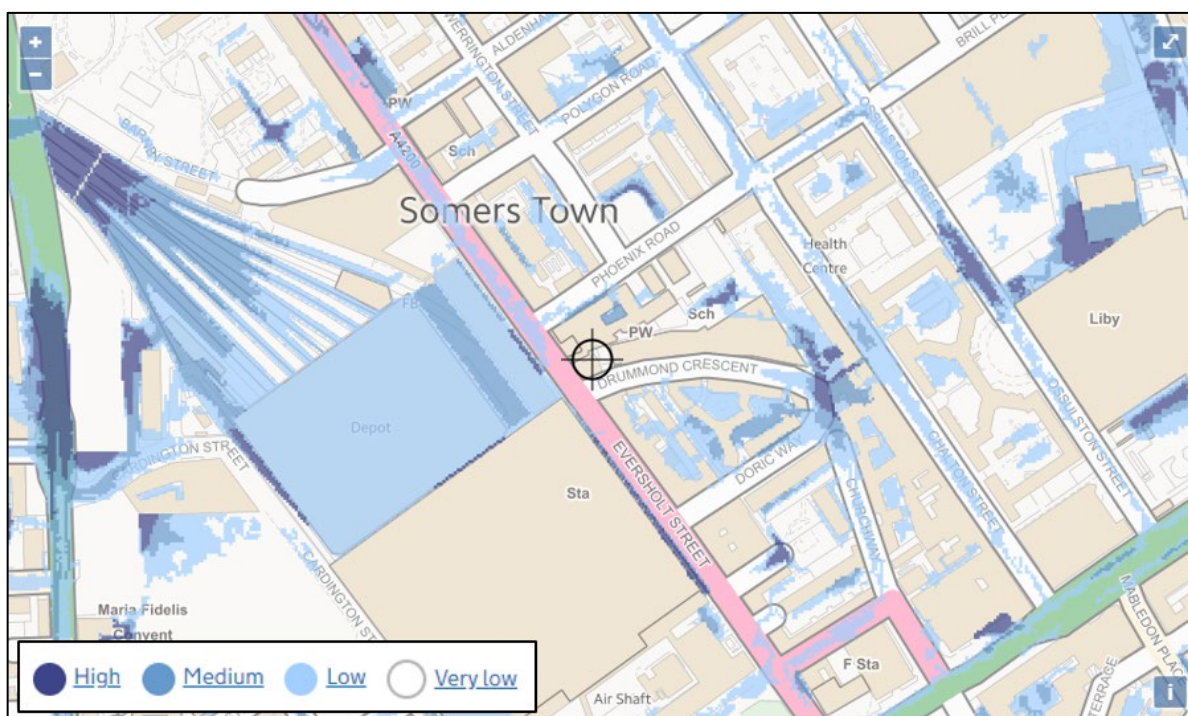 +
−
WERRINGTON STREET
ALDENHAM
BRILL PL
PW
POLYGON ROAD
BARNBY STREET
A4200
Sch
OSSULSTON STREET
Somers Town
PHOENIX ROAD
Health
Centre
FB
PW
Sch
Liby
DRUMMOND CRESCENT
Depot
CARDINGTON STREET
EVERSHOLT STREET
DORIC WAY
CHALTON STREET
OSSULSTON STREET
Sta
CHURCHWAY
CARDINGTON ST
Maria Fidelis
Convent
MABLEDON PLACE
High
Medium
Low
Very low
F Sta
Air Shaft
TERRACE
i